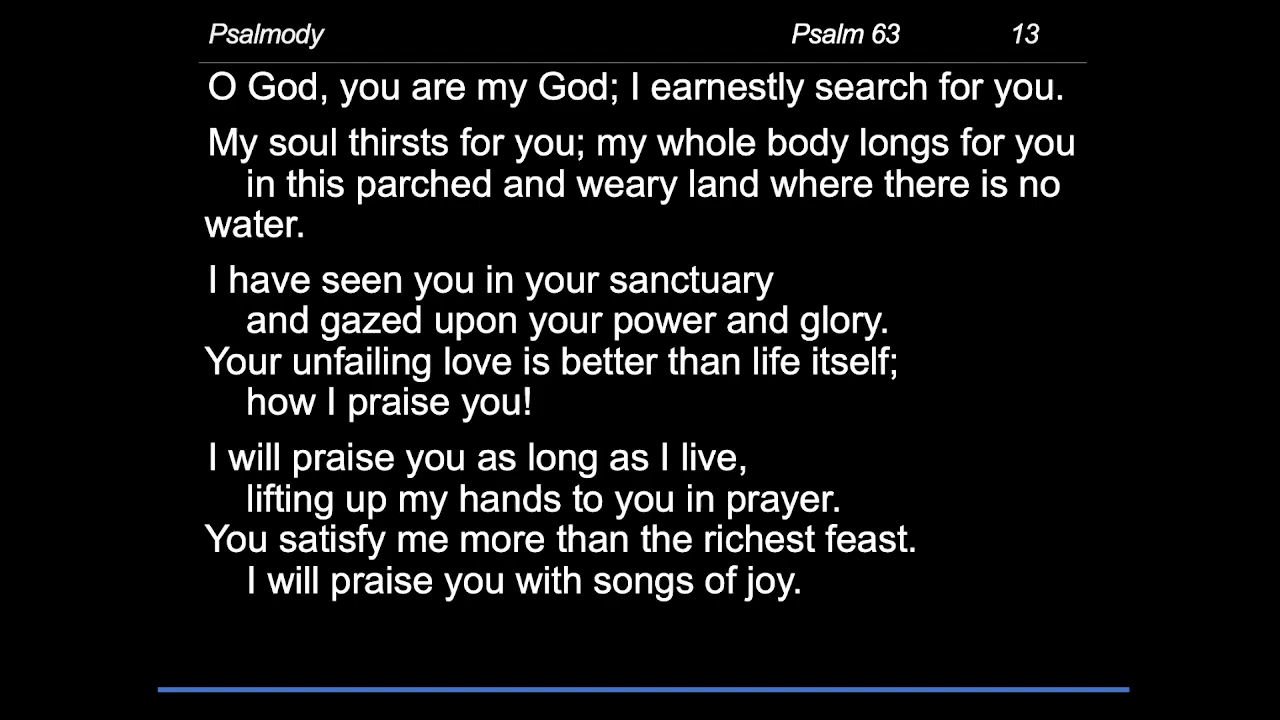 Psalmody Psalm 63 13
O God, you are my God; I earnestly search for you.
My soul thirsts for you; my whole body longs for you
in this parched and weary land where there is no
water.
I have seen you in your sanctuary
and gazed upon your power and glory.
Your unfailing love is better than life itself;
how I praise you!
I will praise you as long as I live,
lifting up my hands to you in prayer.
You satisfy me more than the richest feast.
I will praise you with songs of joy.